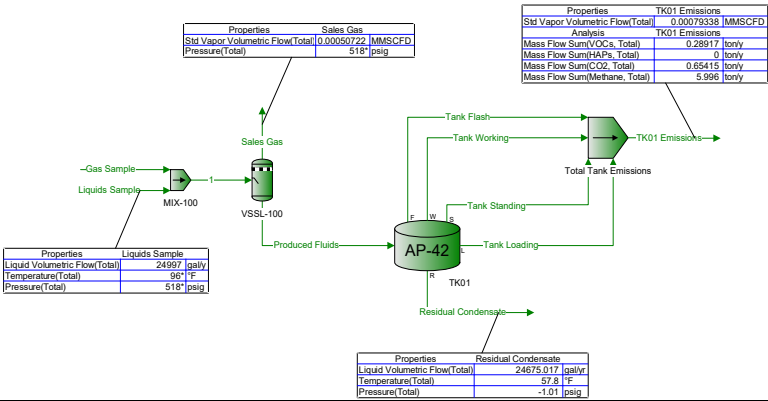 Properties Sales Gas
Std Vapor Volumetric Flow(Total) 0.00050722 MMSCFD
Pressure(Total) 518* psig
Properties TK01 Emissions
Std Vapor Volumetric Flow(Total) 0.00079338 MMSCFD
Analysis TK01 Emissions
Mass Flow Sum(VOCs, Total) 0.28917 ton/y
Mass Flow Sum(HAPs, Total) 0 ton/y
Mass Flow Sum(CO2, Total) 0.65415 ton/y
Mass Flow Sum(Methane, Total) 5.996 ton/y
Tank Flash
Tank Working
TK01 Emissions
Sales Gas
Gas Sample
Liquids Sample
1
MIX-100
VSSL-100
Total Tank Emissions
Tank Standing
F W S
AP-42
L
Produced Fluids
Tank Loading
R
TK01
Residual Condensate
Properties Liquids Sample
Liquid Volumetric Flow(Total) 24997 gal/y
Temperature(Total) 96* °F
Pressure(Total) 518* psig
Properties Residual Condensate
Liquid Volumetric Flow(Total) 24675.017 gal/yr
Temperature(Total) 57.8 °F
Pressure(Total) -1.01 psig